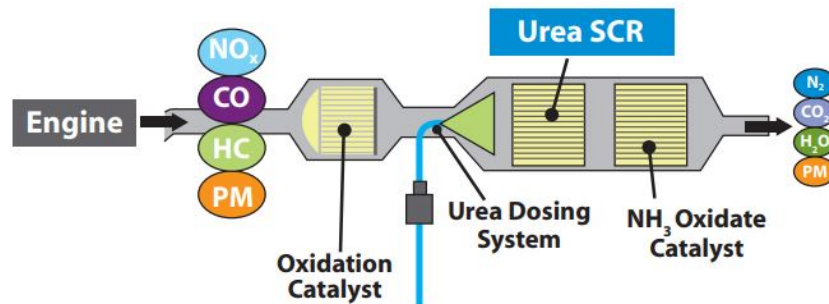 Urea SCR
NOx
CO
HC
PM
Engine
N2
CO2
H2O
PM
Oxidation
Catalyst
Urea Dosing
System
NH3 Oxidate
Catalyst